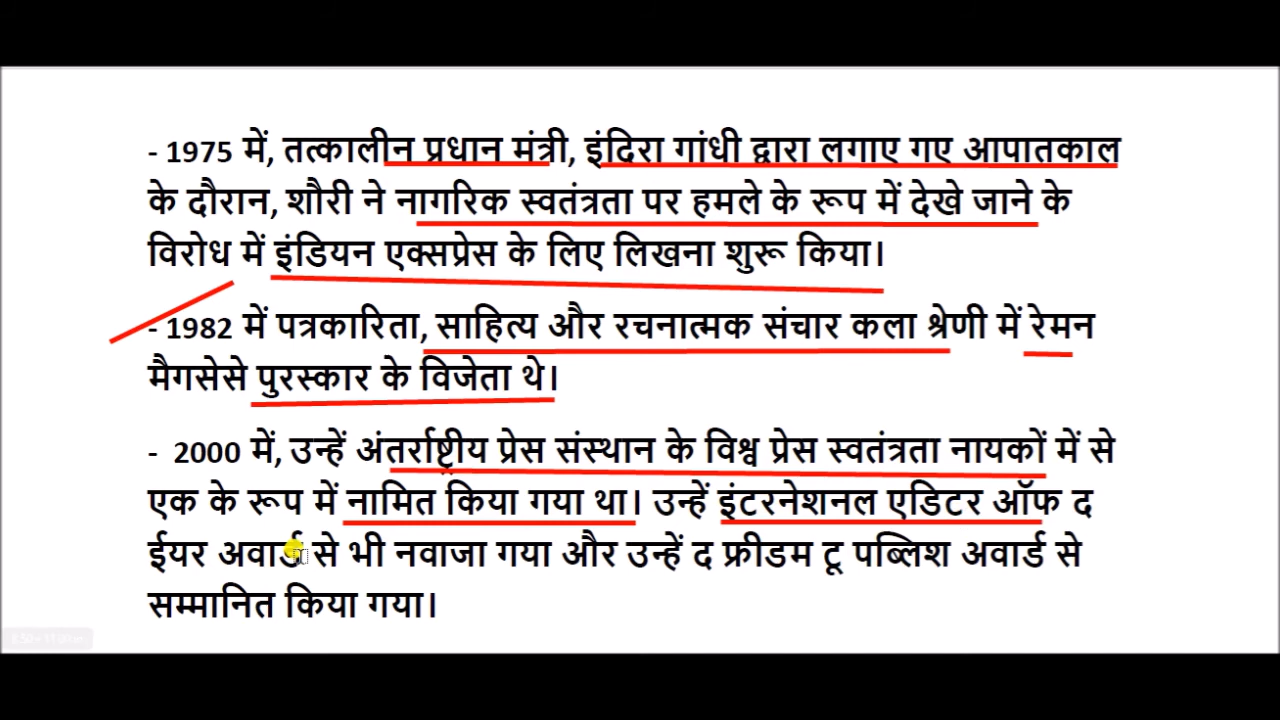 - 1975 में, तत्कालीन प्रधान मंत्री, इंदिरा गांधी द्वारा लगाए गए आपातकाल
के दौरान, शौरी ने नागरिक स्वतंत्रता पर हमले के रूप में देखे जाने के
विरोध में इंडियन एक्सप्रेस के लिए लिखना शुरू किया।
- 1982 में पत्रकारिता, साहित्य और रचनात्मक संचार कला श्रेणी में रेमन
मैगसेसे पुरस्कार के विजेता थे।
- 2000 में, उन्हें अंतर्राष्ट्रीय प्रेस संस्थान के विश्व प्रेस स्वतंत्रता नायकों में से
एक के रूप में नामित किया गया था। उन्हें इंटरनेशनल एडिटर ऑफ द
ईयर अवार्ड से भी नवाजा गया और उन्हें द फ्रीडम टू पब्लिश अवार्ड से
सम्मानित किया गया।